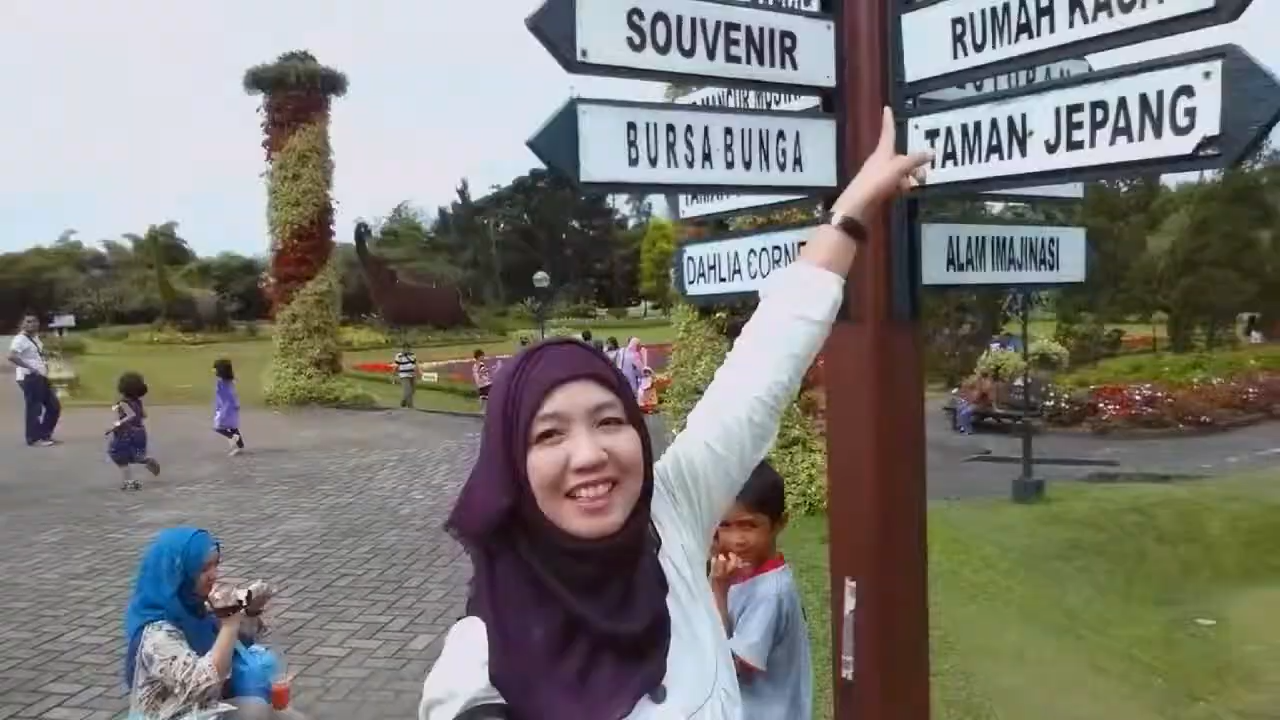 SOUVENIR
BURSA BUNGA
DAHLIA CORNE
RUMAH KACA
TAMAN JEPANG
ALAM IMAJINASI